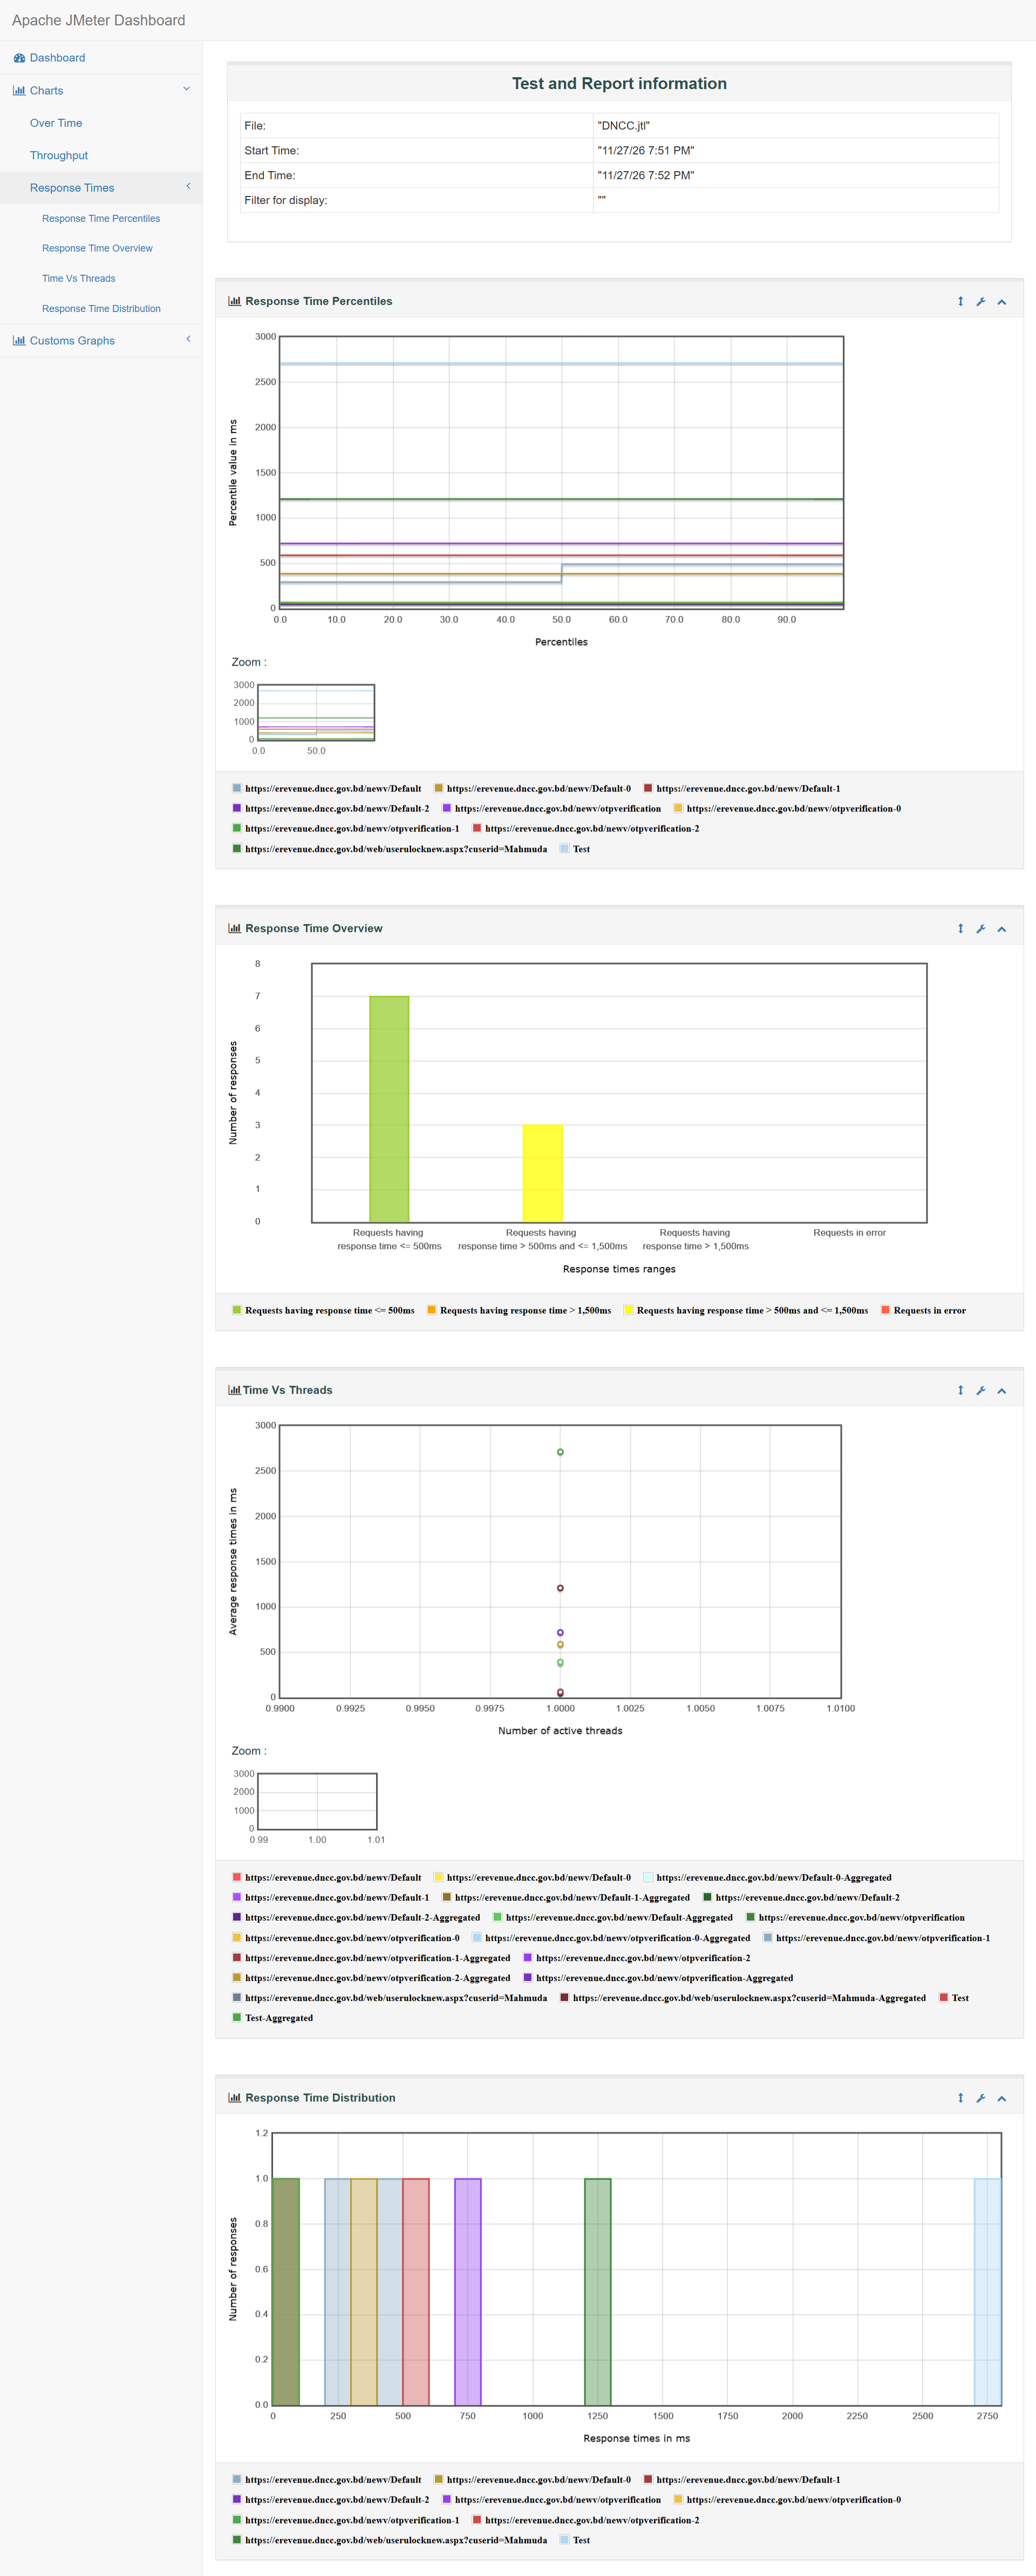 Apache JMeter Dashboard
Dashboard
Charts
Over Time
Throughput
Response Times
Response Time Percentiles
Response Time Overview
Time Vs Threads
Response Time Distribution
Customs Graphs
Test and Report information
File: "DNCC.jtl"
Start Time: "11/27/26 7:51 PM"
End Time: "11/27/26 7:52 PM"
Filter for display: ""
Response Time Percentiles
3000
2500
2000
1500
1000
500
0
Percentile value in ms
0.0 10.0 20.0 30.0 40.0 50.0 60.0 70.0 80.0 90.0
Percentiles
Zoom :
3000
2000
1000
0
0.0 50.0
https://erevenue.dncc.gov.bd/newv/Default https://erevenue.dncc.gov.bd/newv/Default-0 https://erevenue.dncc.gov.bd/newv/Default-1
https://erevenue.dncc.gov.bd/newv/Default-2 https://erevenue.dncc.gov.bd/newv/otpverification https://erevenue.dncc.gov.bd/newv/otpverification-0
https://erevenue.dncc.gov.bd/newv/otpverification-1 https://erevenue.dncc.gov.bd/newv/otpverification-2
https://erevenue.dncc.gov.bd/web/userulocknew.aspx?cuserid=Mahmuda Test
Response Time Overview
8
7
6
5
4
3
2
1
0
Number of responses
Requests having Requests having Requests having Requests in error
response time <= 500ms response time > 500ms and <= 1,500ms response time > 1,500ms
Response times ranges
Requests having response time <= 500ms Requests having response time > 1,500ms Requests having response time > 500ms and <= 1,500ms Requests in error
Time Vs Threads
3000
2500
2000
1500
1000
500
0
Average response times in ms
0.9900 0.9925 0.9950 0.9975 1.0000 1.0025 1.0050 1.0075 1.0100
Number of active threads
Zoom :
3000
2000
1000
0
0.99 1.00 1.01
https://erevenue.dncc.gov.bd/newv/Default https://erevenue.dncc.gov.bd/newv/Default-0 https://erevenue.dncc.gov.bd/newv/Default-0-Aggregated
https://erevenue.dncc.gov.bd/newv/Default-1 https://erevenue.dncc.gov.bd/newv/Default-1-Aggregated https://erevenue.dncc.gov.bd/newv/Default-2
https://erevenue.dncc.gov.bd/newv/Default-2-Aggregated https://erevenue.dncc.gov.bd/newv/Default-Aggregated https://erevenue.dncc.gov.bd/newv/otpverification
https://erevenue.dncc.gov.bd/newv/otpverification-0 https://erevenue.dncc.gov.bd/newv/otpverification-0-Aggregated https://erevenue.dncc.gov.bd/newv/otpverification-1
https://erevenue.dncc.gov.bd/newv/otpverification-1-Aggregated https://erevenue.dncc.gov.bd/newv/otpverification-2
https://erevenue.dncc.gov.bd/newv/otpverification-2-Aggregated https://erevenue.dncc.gov.bd/newv/otpverification-Aggregated
https://erevenue.dncc.gov.bd/web/userulocknew.aspx?cuserid=Mahmuda https://erevenue.dncc.gov.bd/web/userulocknew.aspx?cuserid=Mahmuda-Aggregated Test
Test-Aggregated
Response Time Distribution
1.2
1.0
0.8
0.6
0.4
0.2
0.0
Number of responses
0 250 500 750 1000 1250 1500 1750 2000 2250 2500 2750
Response times in ms
https://erevenue.dncc.gov.bd/newv/Default https://erevenue.dncc.gov.bd/newv/Default-0 https://erevenue.dncc.gov.bd/newv/Default-1
https://erevenue.dncc.gov.bd/newv/Default-2 https://erevenue.dncc.gov.bd/newv/otpverification https://erevenue.dncc.gov.bd/newv/otpverification-0
https://erevenue.dncc.gov.bd/newv/otpverification-1 https://erevenue.dncc.gov.bd/newv/otpverification-2
https://erevenue.dncc.gov.bd/web/userulocknew.aspx?cuserid=Mahmuda Test